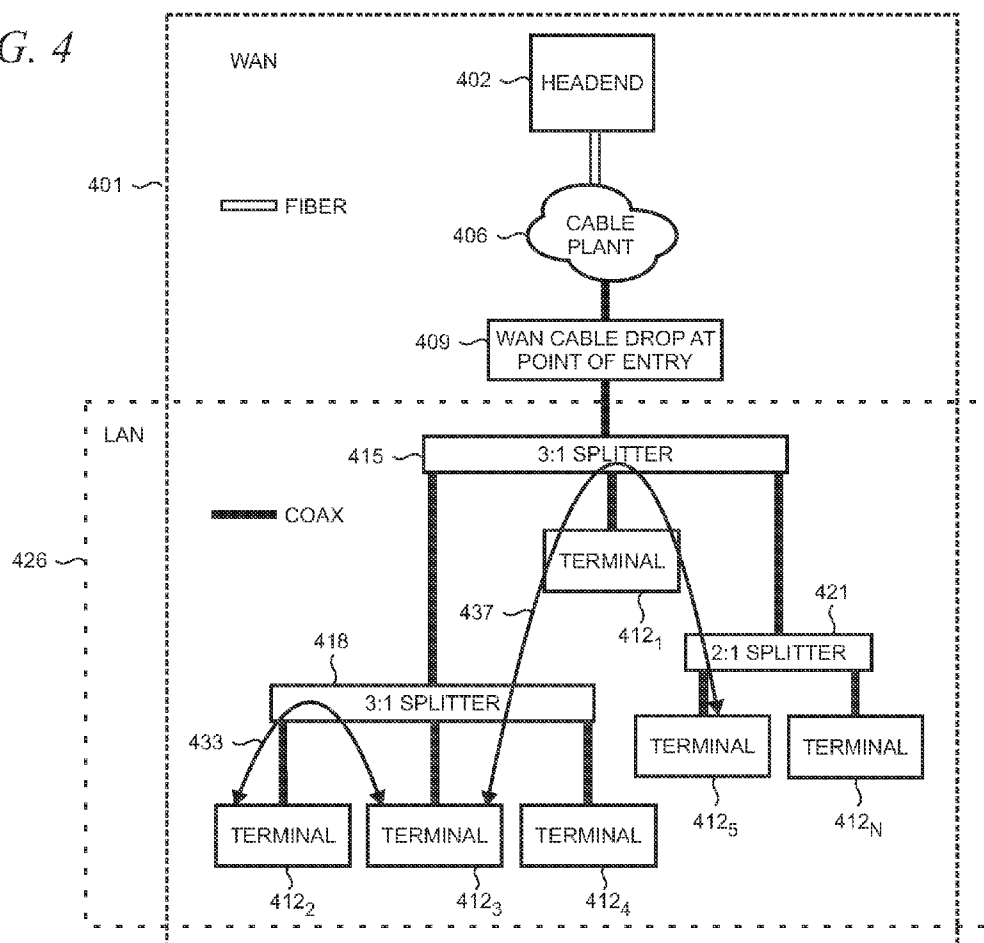 G. 4
WAN
402
HEADEND
401
FIBER
406
CABLE
PLANT
409
WAN CABLE DROP AT
POINT OF ENTRY
LAN
415
3:1 SPLITTER
COAX
426
TERMINAL
437
412₁
421
418
2:1 SPLITTER
3:1 SPLITTER
433
TERMINAL
TERMINAL
412₅
412N
TERMINAL
TERMINAL
TERMINAL
412₂
412₃
412₄